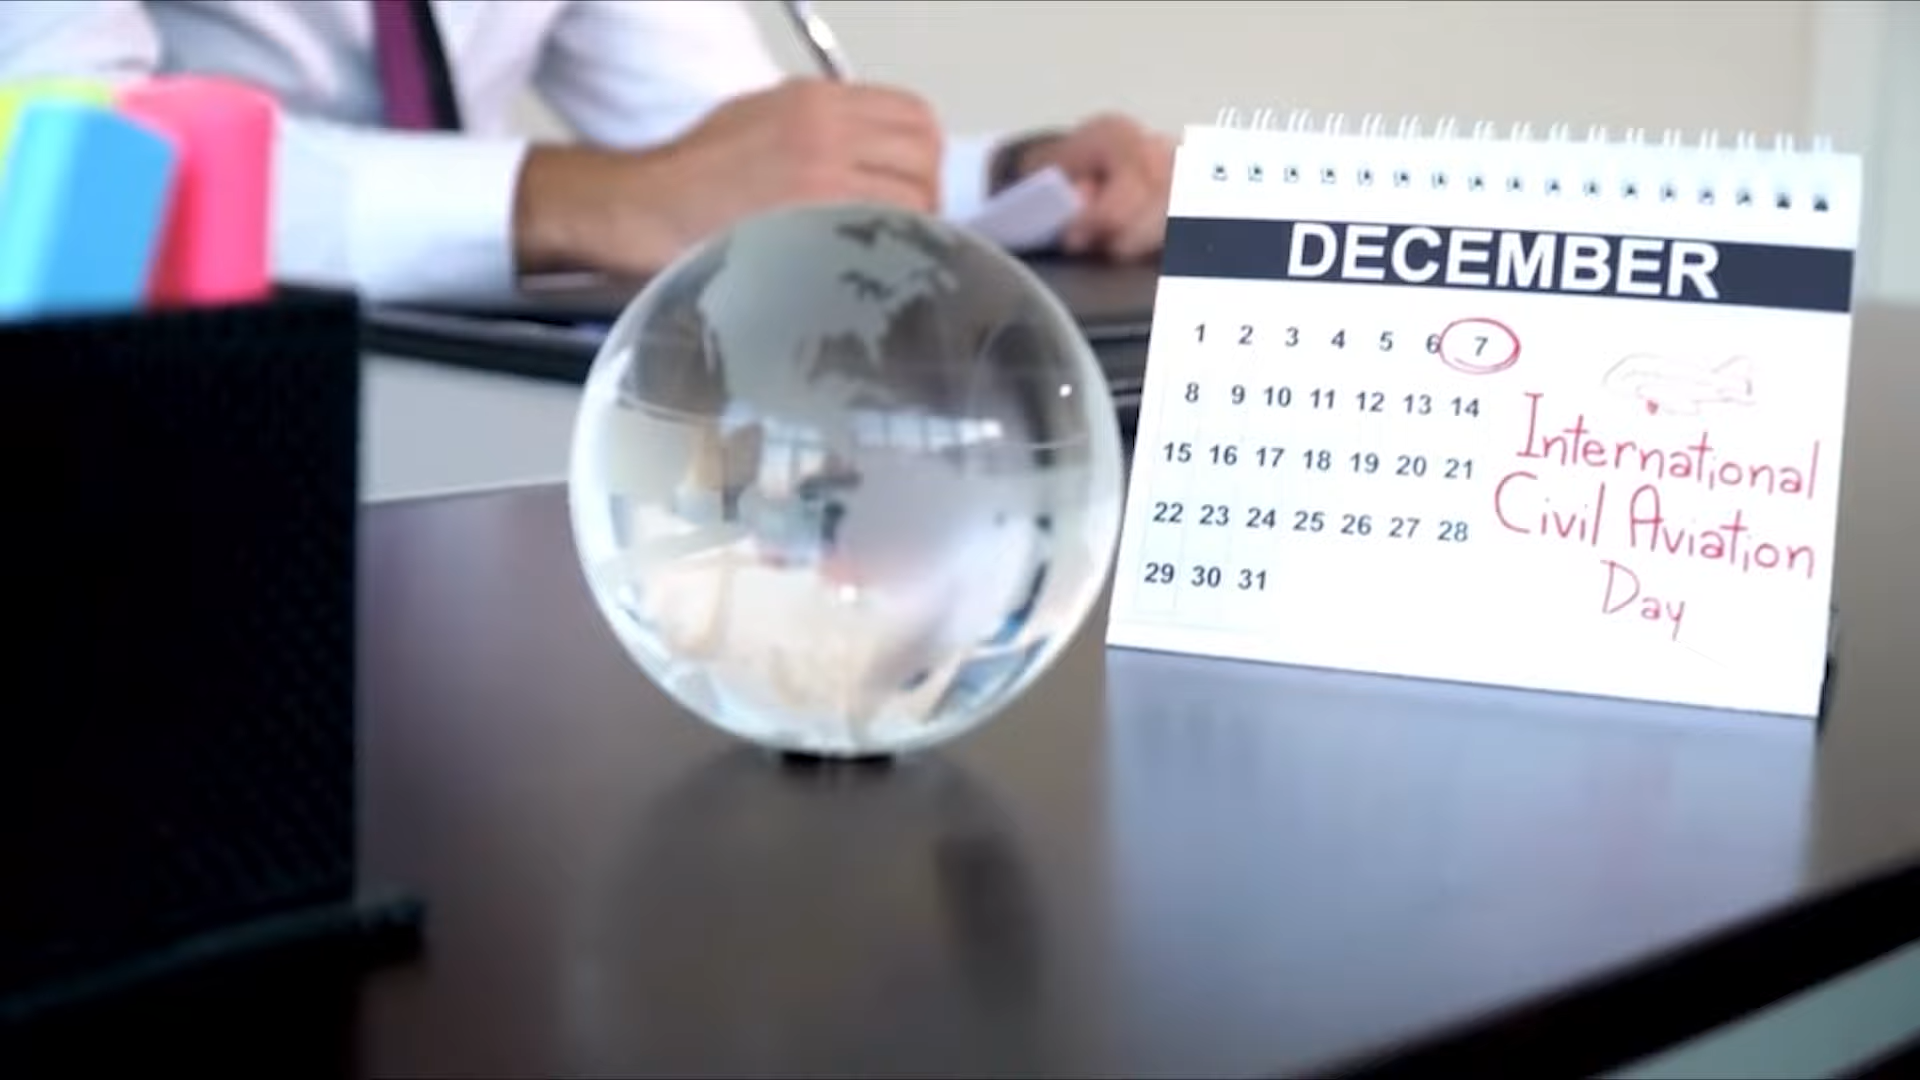 DECEMBER
1 2 3 4 5 6 7
8 9 10 11 12 13 14
15 16 17 18 19 20 21
22 23 24 25 26 27 28
29 30 31
International
Civil Aviation
Day